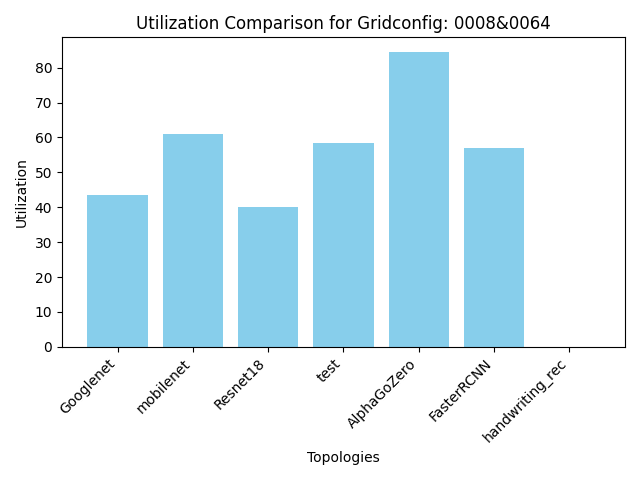 Utilization Comparison for Gridconfig: 0008&0064
80
70
60
50
40
30
20
10
0
Utilization
Googlenet
mobilenet
Resnet18
test
AlphaGoZero
FasterRCNN
handwriting_rec
Topologies